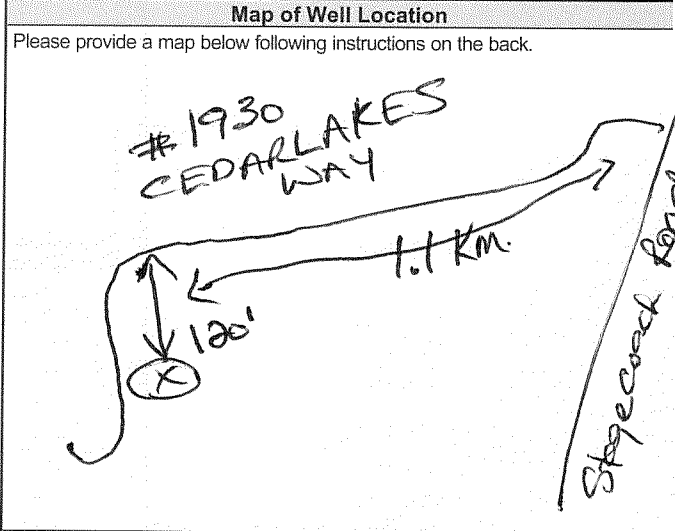 Map of Well Location
Please provide a map below following instructions on the back.
# 1930
CEDARLAKES
WAY
1.1 Km.
120'
X
Stagecoach Road